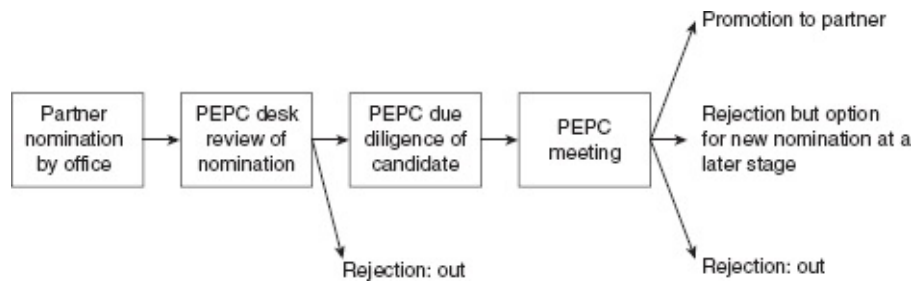 Promotion to partner
Partner
nomination
by office
PEPC desk
review of
nomination
PEPC due
diligence of
candidate
PEPC
meeting
Rejection but option
for new nomination at a
later stage
Rejection: out
Rejection: out